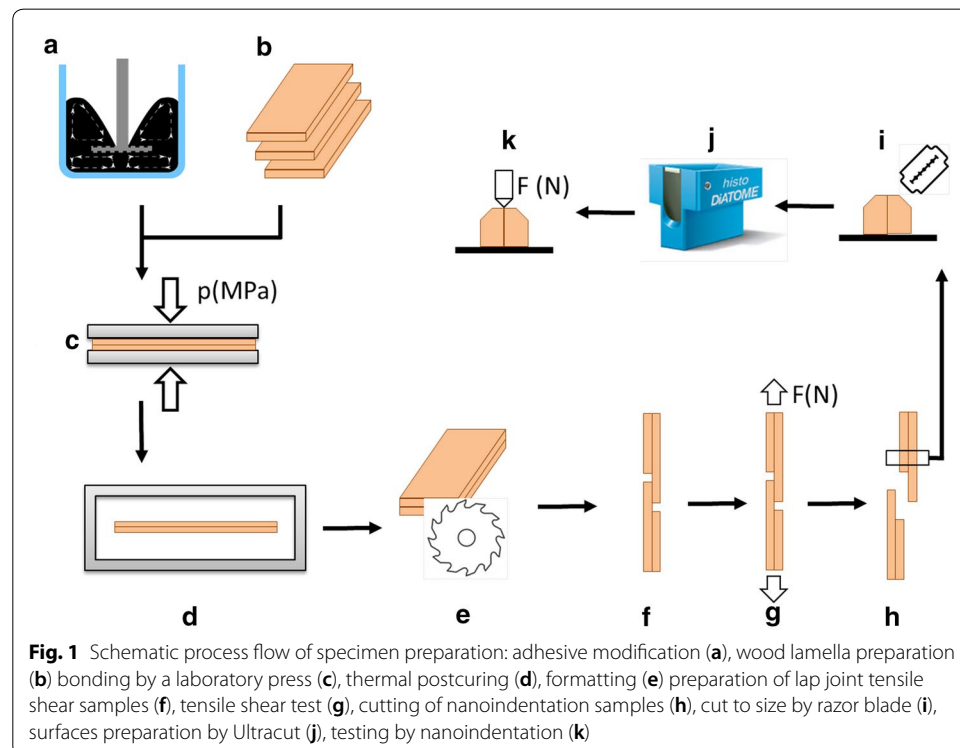 a
b
k
j
i
F (N)
histo
DiATOME
p(MPa)
c
F(N)
d
e
f
g
h
Fig. 1 Schematic process flow of specimen preparation: adhesive modification (a), wood lamella preparation
(b) bonding by a laboratory press (c), thermal postcuring (d), formatting (e) preparation of lap joint tensile
shear samples (f), tensile shear test (g), cutting of nanoindentation samples (h), cut to size by razor blade (i),
surfaces preparation by Ultracut (j), testing by nanoindentation (k)